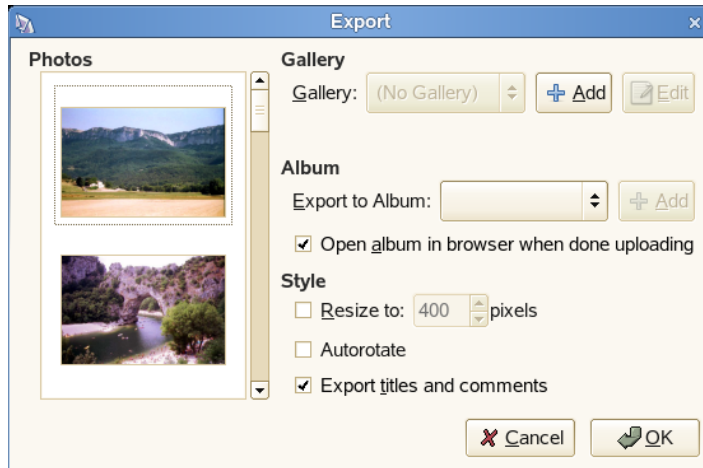 Export
Photos
Gallery
Gallery: (No Gallery) Add Edit
Album
Export to Album: Add
Open album in browser when done uploading
Style
Resize to: 400 pixels
Autorotate
Export titles and comments
Cancel OK